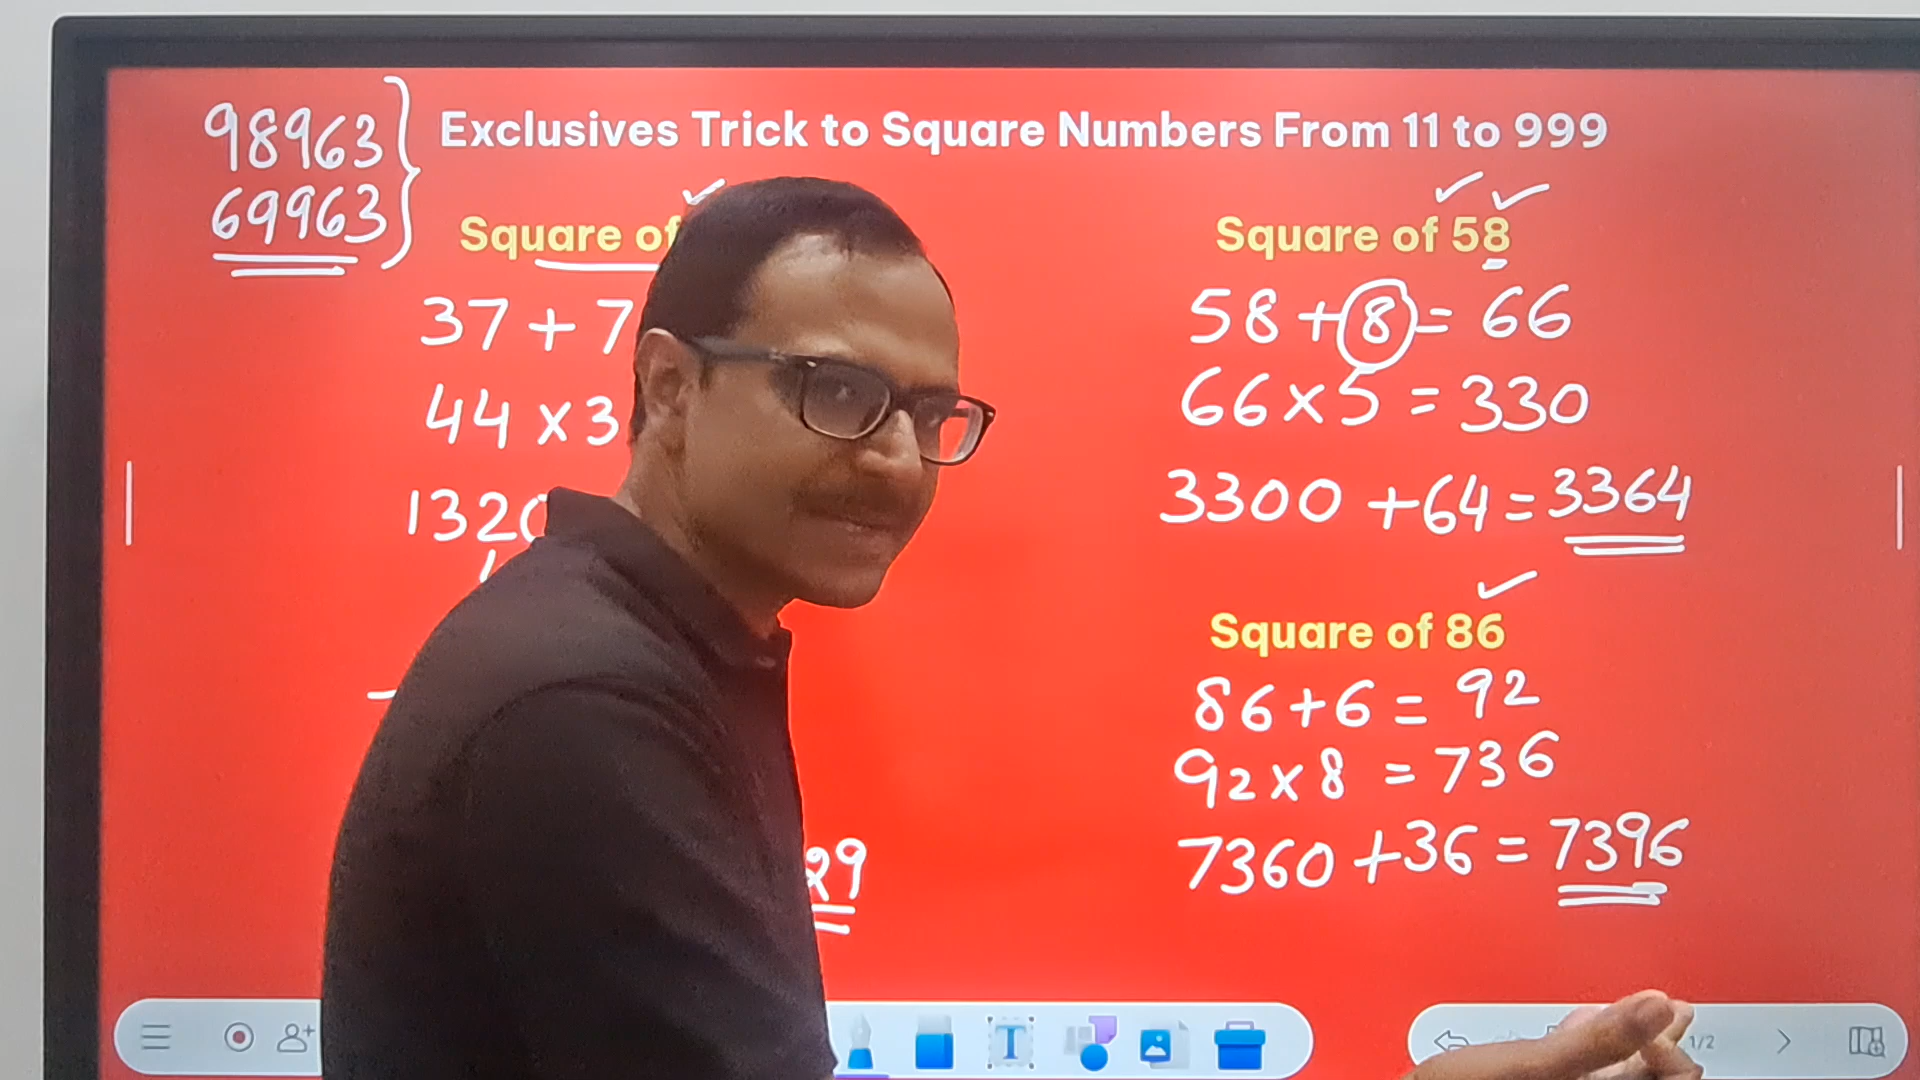 98963
69963
Exclusives Trick to Square Numbers From 11 to 999
Square of
37 + 7
44 × 3
132
29
Square of 58
58 + 8 = 66
66 × 5 = 330
3300 + 64 = 3364
Square of 86
86 + 6 = 92
92 × 8 = 736
7360 + 36 = 7396
T
1/2